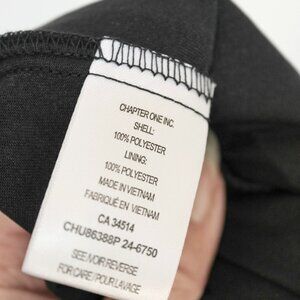 CHAPTER ONE INC.
SHELL:
100% POLYESTER
LINING:
100% POLYESTER
MADE IN VIETNAM
FABRIQUÉ EN VIETNAM
CA 34514
CHU86388P 24-6750
SEE/VOIR REVERSE
FOR CARE/POUR LAVAGE